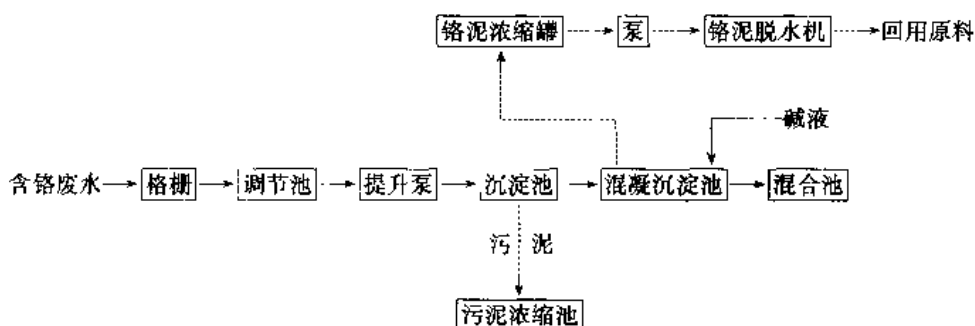 铬泥浓缩罐 泵 铬泥脱水机 回用原料
碱液
含铬废水 格栅 调节池 提升泵 沉淀池 混凝沉淀池 混合池
污泥
污泥浓缩池